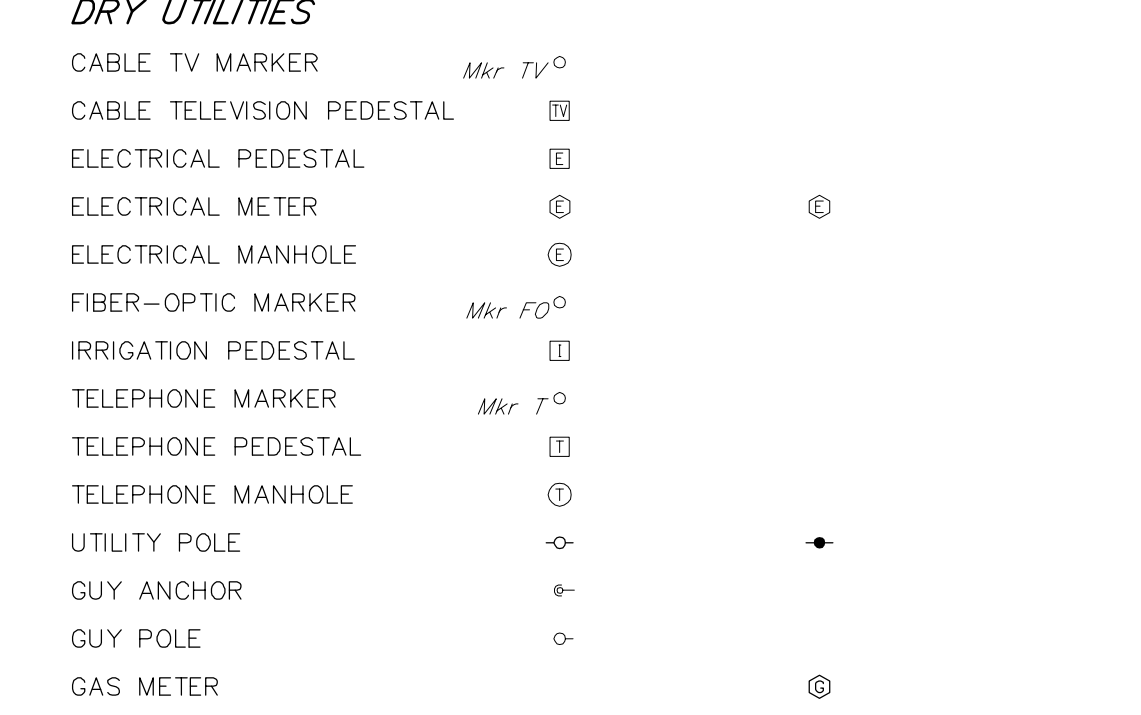 DRY UTILITIES
CABLE TV MARKER Mkr TV
CABLE TELEVISION PEDESTAL TV
ELECTRICAL PEDESTAL E
ELECTRICAL METER E E
ELECTRICAL MANHOLE E
FIBER-OPTIC MARKER Mkr FO
IRRIGATION PEDESTAL I
TELEPHONE MARKER Mkr T
TELEPHONE PEDESTAL T
TELEPHONE MANHOLE T
UTILITY POLE
GUY ANCHOR
GUY POLE
GAS METER G